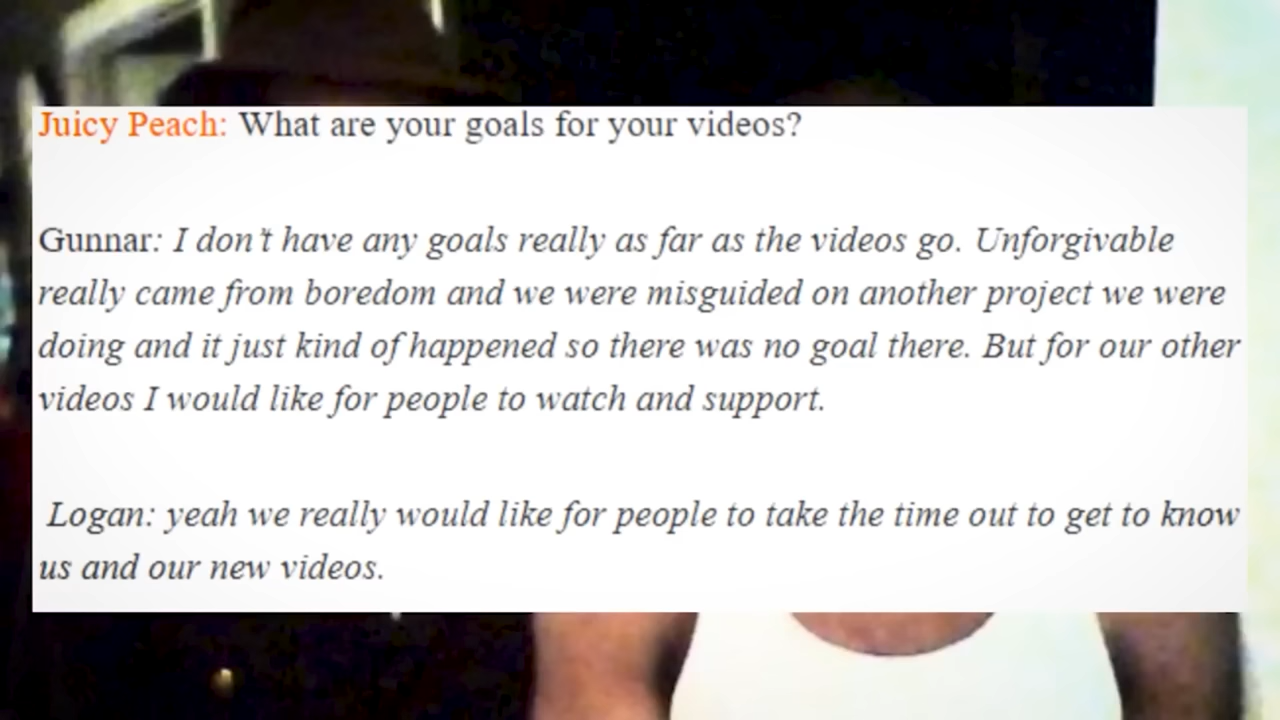 Juicy Peach: What are your goals for your videos?
Gunnar: I don't have any goals really as far as the videos go. Unforgivable
really came from boredom and we were misguided on another project we were
doing and it just kind of happened so there was no goal there. But for our other
videos I would like for people to watch and support.
Logan: yeah we really would like for people to take the time out to get to know
us and our new videos.